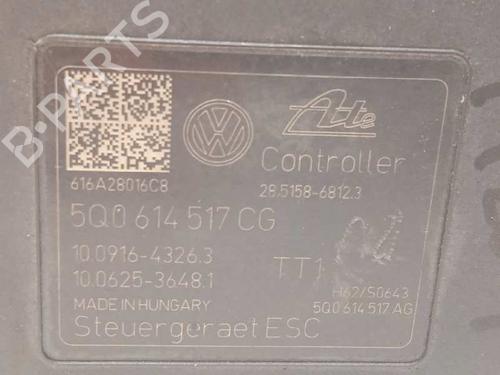 B-PARTS
Ate
Controller
616A28016C8
28.5158-6812.3
5Q0 614 517 CG
10.0916-4326.3
10.0625-3648.1
TT1
MADE IN HUNGARY
H62/S0643
5Q0 614 517 AG
Steuergeraet ESC